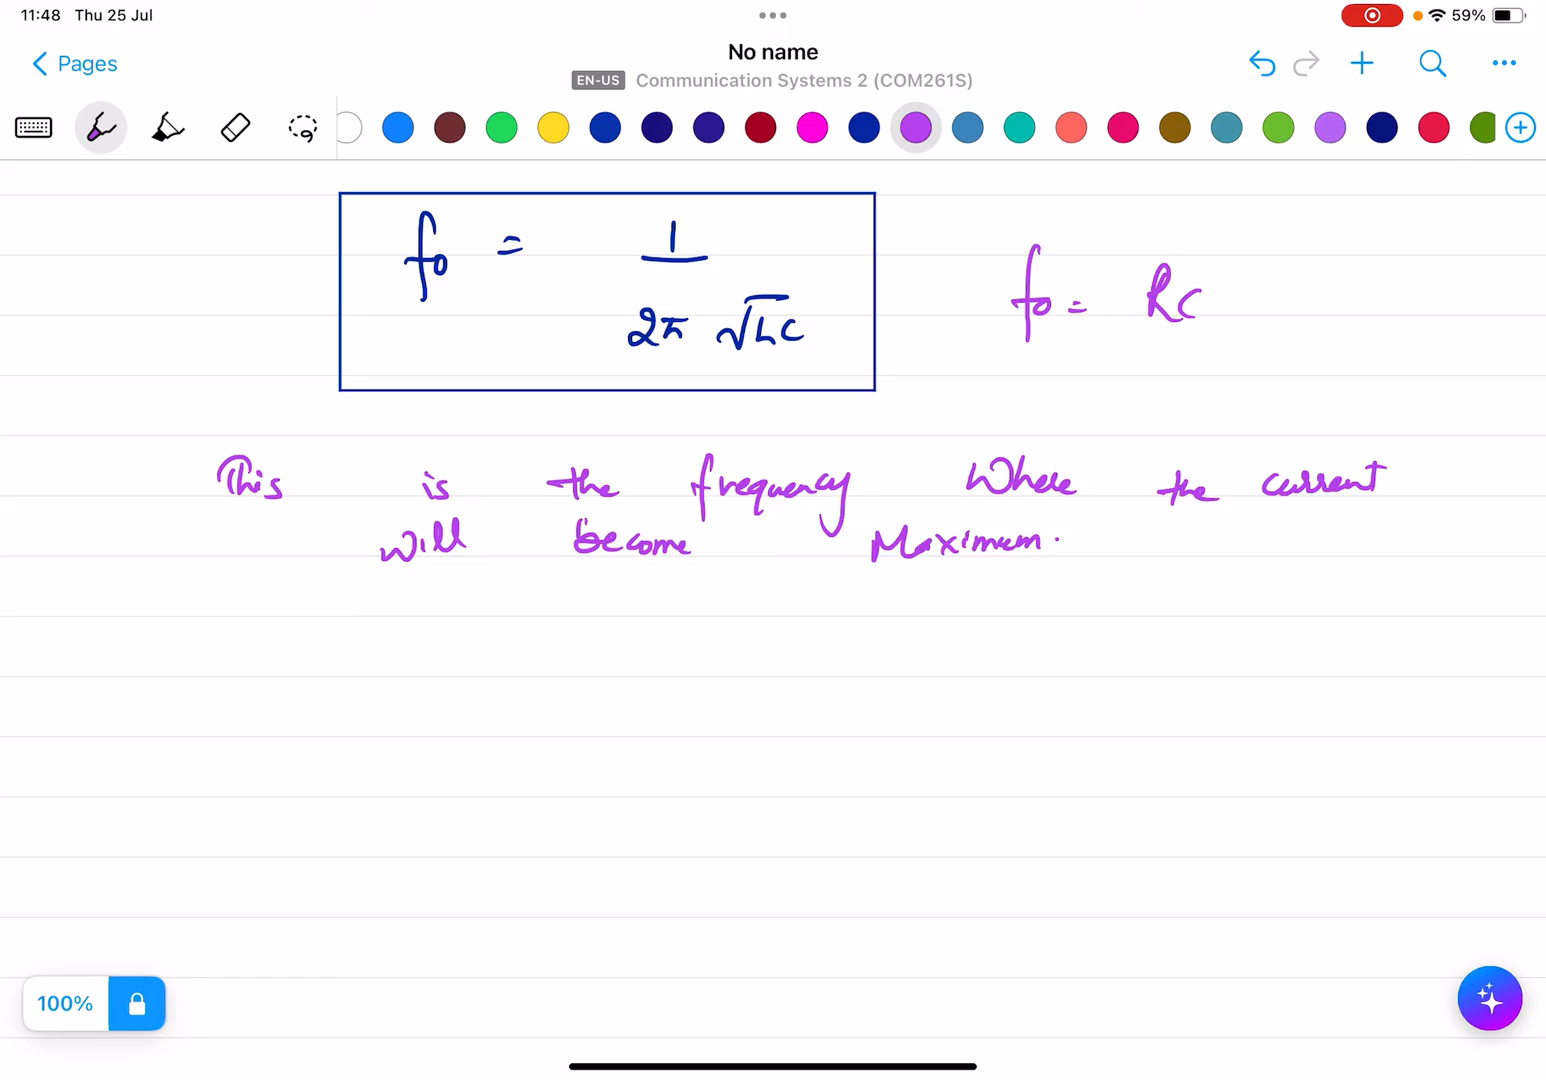 11:48 Thu 25 Jul
59%
Pages
No name
EN-US Communication Systems 2 (COM261S)
f₀ = 1 / 2π √LC
f₀ = RC
This is the frequency Where the current
will become Maximum.
100%